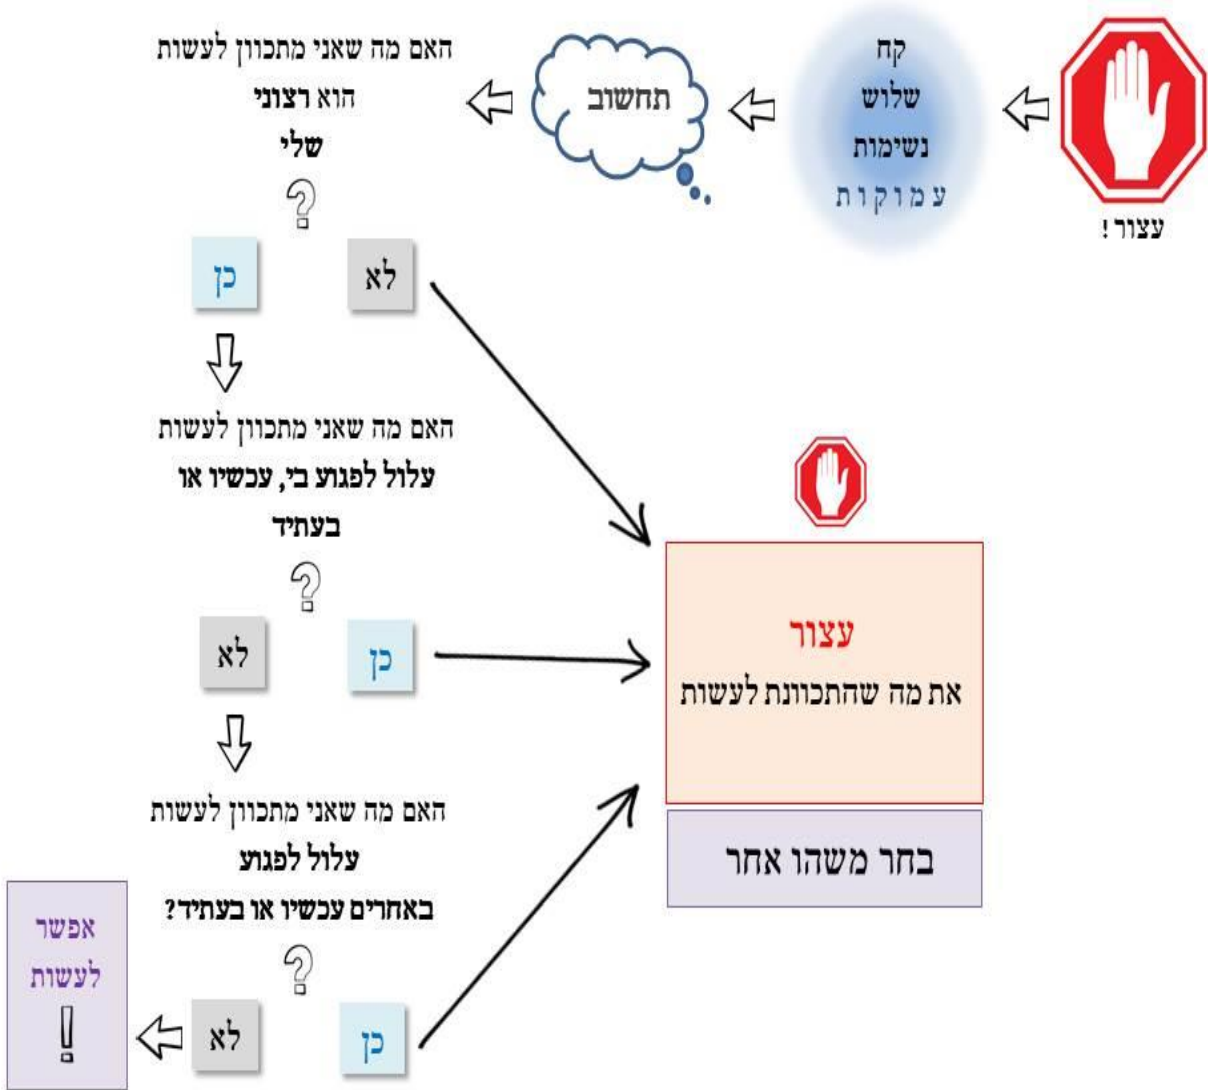 עצור!
קח
שלוש
נשימות
עמוקות
תחשוב
האם מה שאני מתכוון לעשות
הוא רצוני
שלי
?
לא
כן
האם מה שאני מתכוון לעשות
עלול לפגוע בי, עכשיו או
בעתיד
?
כן
לא
האם מה שאני מתכוון לעשות
עלול לפגוע
באחרים עכשיו או בעתיד?
?
כן
לא
אפשר
לעשות
!
עצור
את מה שהתכוונת לעשות
בחר משהו אחר